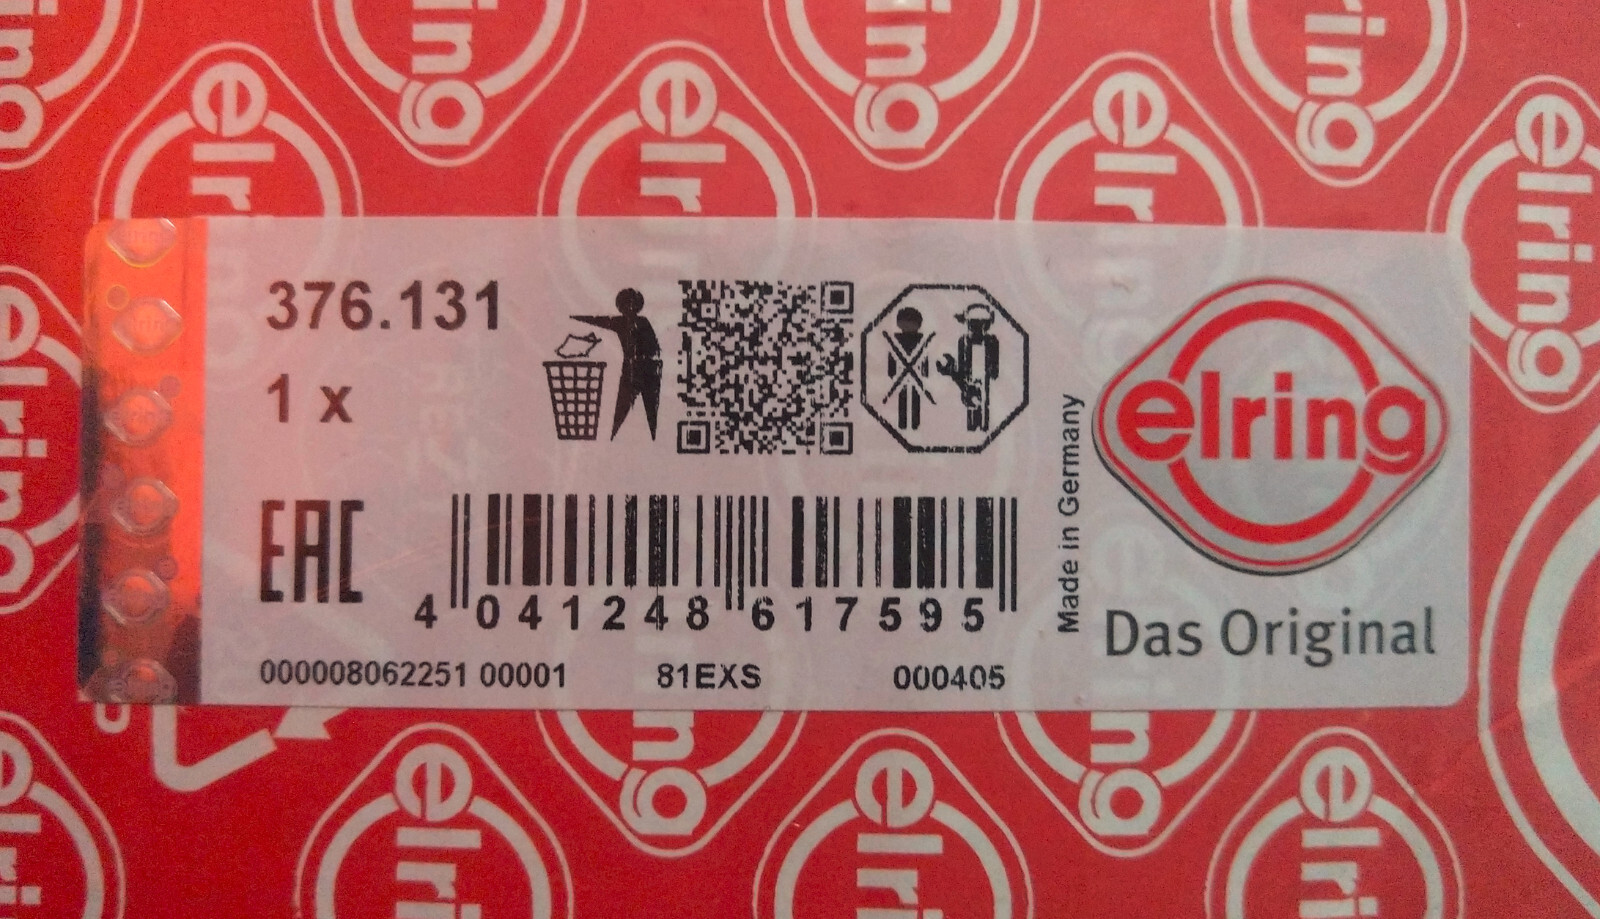 376.131
1 x
EAC
4 041248 617595
000008062251 00001 81EXS 000405
Made in Germany
elring
Das Original